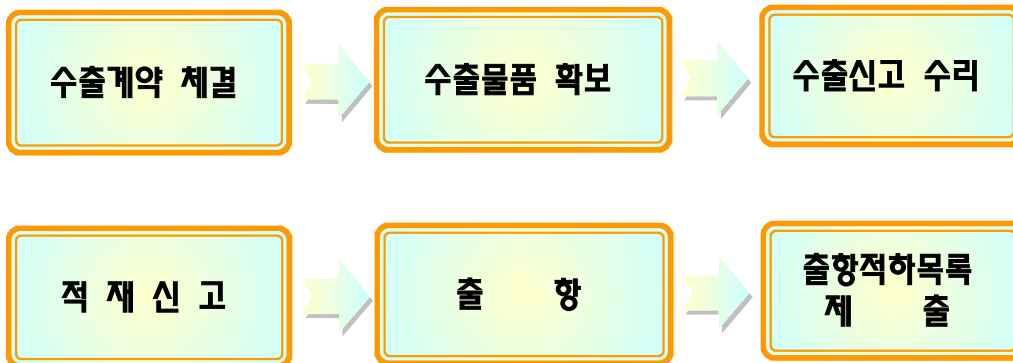 수출계약 체결
수출물품 확보
수출신고 수리
적 재 신 고
출 항
출항적하목록
제 출